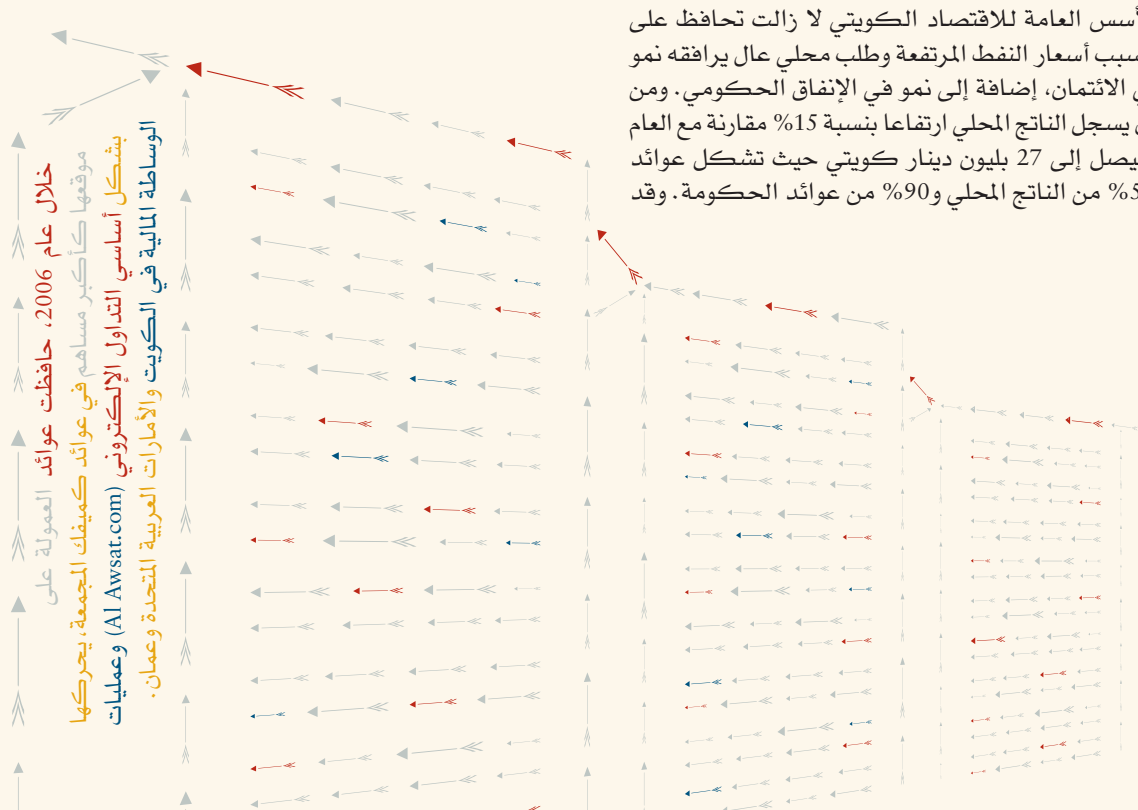 أسس العامة للاقتصاد الكويتي لا زالت تحافظ على
سبب أسعار النفط المرتفعة وطلب محلي عال يرافقه نمو
الائتمان، إضافة إلى نمو في الإنفاق الحكومي. ومن
يسجل الناتج المحلي ارتفاعا بنسبة 15% مقارنة مع العام
يصل إلى 27 بليون دينار كويتي حيث تشكل عوائد
5% من الناتج المحلي و90% من عوائد الحكومة. وقد
خلال عام 2006، حافظت عوائد العمولة على
موقعها كأكبر مساهم في عوائد كميفك المجمعة، يحركها
بشكل أساسي التداول الإلكتروني (Al Awsat.com) وعمليات
الوساطة المالية في الكويت والأمارات العربية المتحدة وعمان.